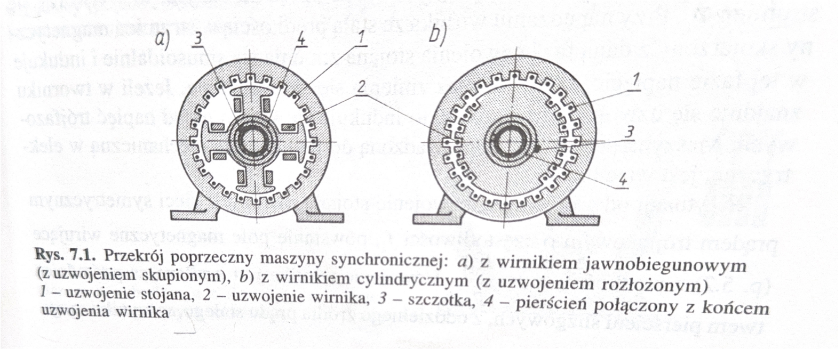 a)
3
4
1
2
b)
1
3
4
Rys. 7.1. Przekrój poprzeczny maszyny synchronicznej: a) z wirnikiem jawnobiegunowym
(z uzwojeniem skupionym), b) z wirnikiem cylindrycznym (z uzwojeniem rozłożonym)
1 – uzwojenie stojana, 2 – uzwojenie wirnika, 3 – szczotka, 4 – pierścień połączony z końcem
uzwojenia wirnika